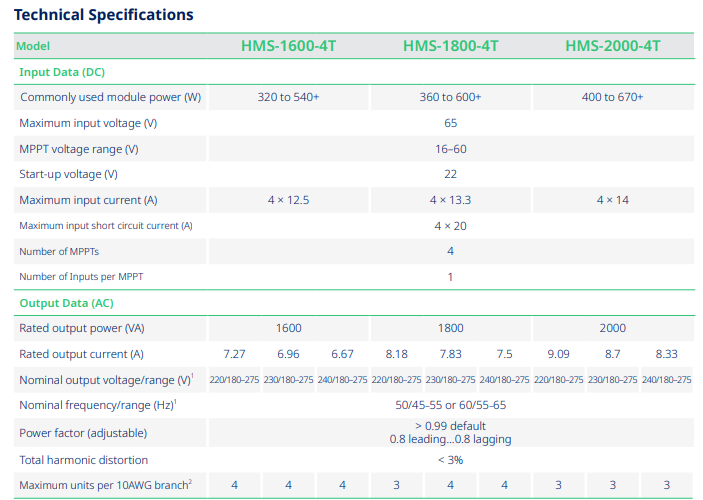 Technical Specifications
Model HMS-1600-4T HMS-1800-4T HMS-2000-4T
Input Data (DC)
Commonly used module power (W) 320 to 540+ 360 to 600+ 400 to 670+
Maximum input voltage (V) 65
MPPT voltage range (V) 16–60
Start-up voltage (V) 22
Maximum input current (A) 4 × 12.5 4 × 13.3 4 × 14
Maximum input short circuit current (A) 4 × 20
Number of MPPTs 4
Number of Inputs per MPPT 1
Output Data (AC)
Rated output power (VA) 1600 1800 2000
Rated output current (A) 7.27 6.96 6.67 8.18 7.83 7.5 9.09 8.7 8.33
Nominal output voltage/range (V)¹ 220/180–275 230/180–275 240/180–275 220/180–275 230/180–275 240/180–275 220/180–275 230/180–275 240/180–275
Nominal frequency/range (Hz)¹ 50/45-55 or 60/55-65
Power factor (adjustable) > 0.99 default
0.8 leading...0.8 lagging
Total harmonic distortion < 3%
Maximum units per 10AWG branch² 4 4 4 3 4 4 3 3 3